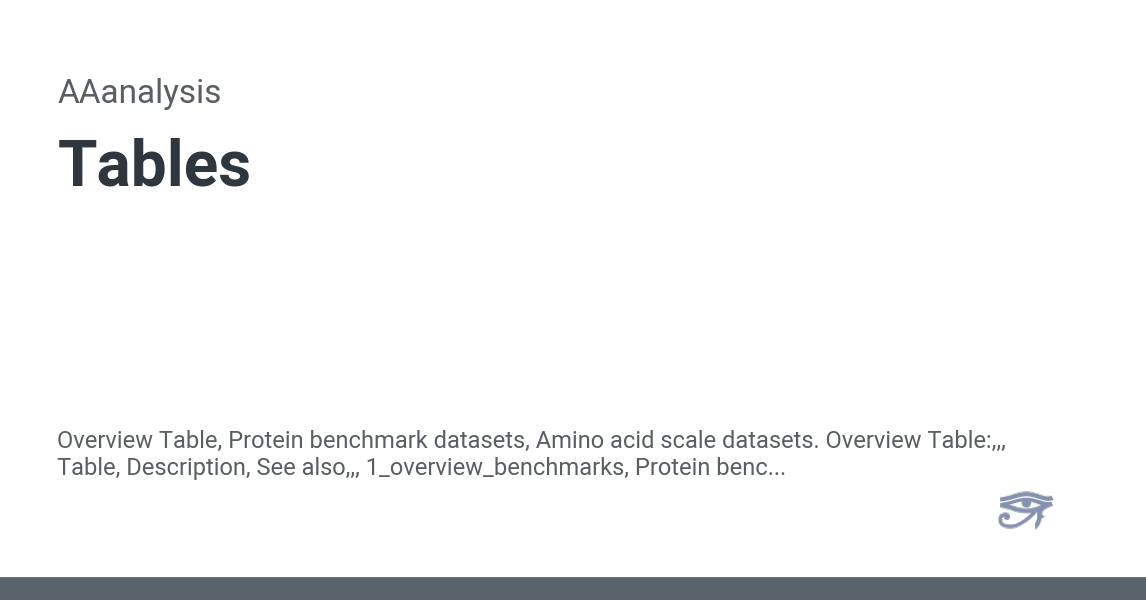 AAanalysis
Tables
Overview Table, Protein benchmark datasets, Amino acid scale datasets. Overview Table:,,,
Table, Description, See also,,, 1_overview_benchmarks, Protein benc...